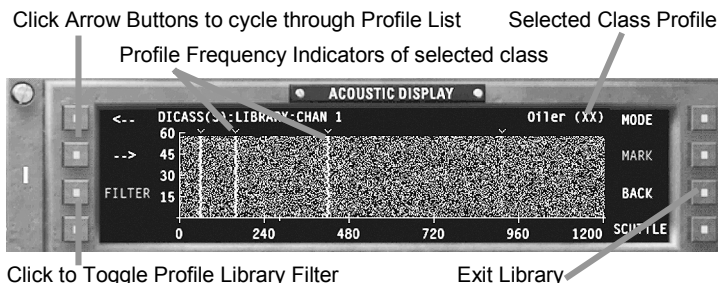 Click Arrow Buttons to cycle through Profile List
Selected Class Profile
Profile Frequency Indicators of selected class
ACOUSTIC DISPLAY
<-- DICASS(S):LIBRARY:CHAN 1 Oiler (XX) MODE
60
--> 45 MARK
30
FILTER 15 BACK
SCUTTLE
0 240 480 720 960 1200
Click to Toggle Profile Library Filter
Exit Library